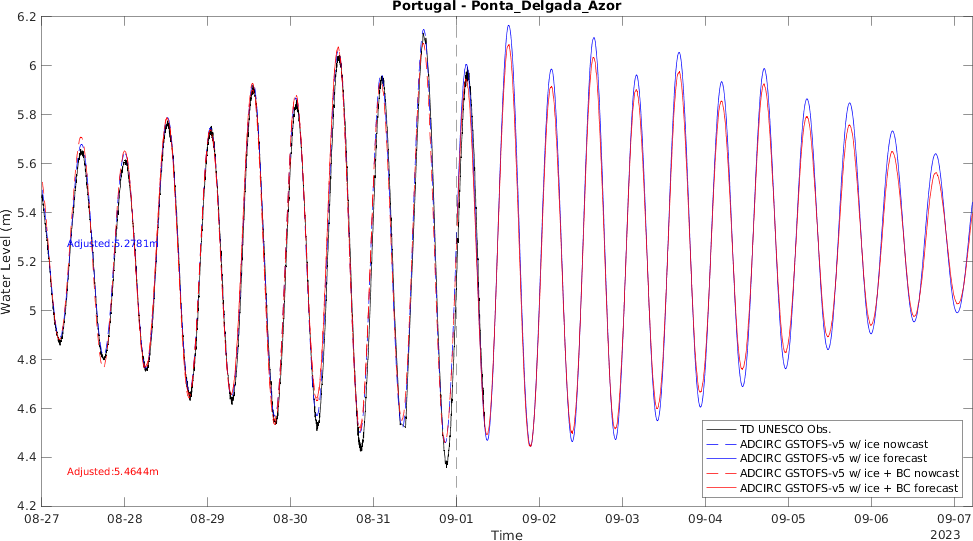 Portugal - Ponta_Delgada_Azor
6.2
6
5.8
5.6
5.4
5.2
5
4.8
4.6
4.4
4.2
Water Level (m)
Adjusted:5.2781m
Adjusted:5.4644m
TD UNESCO Obs.
ADCIRC GSTOFS-v5 w/ ice nowcast
ADCIRC GSTOFS-v5 w/ ice forecast
ADCIRC GSTOFS-v5 w/ ice + BC nowcast
ADCIRC GSTOFS-v5 w/ ice + BC forecast
08-27 08-28 08-29 08-30 08-31 09-01 09-02 09-03 09-04 09-05 09-06 09-07
Time
2023